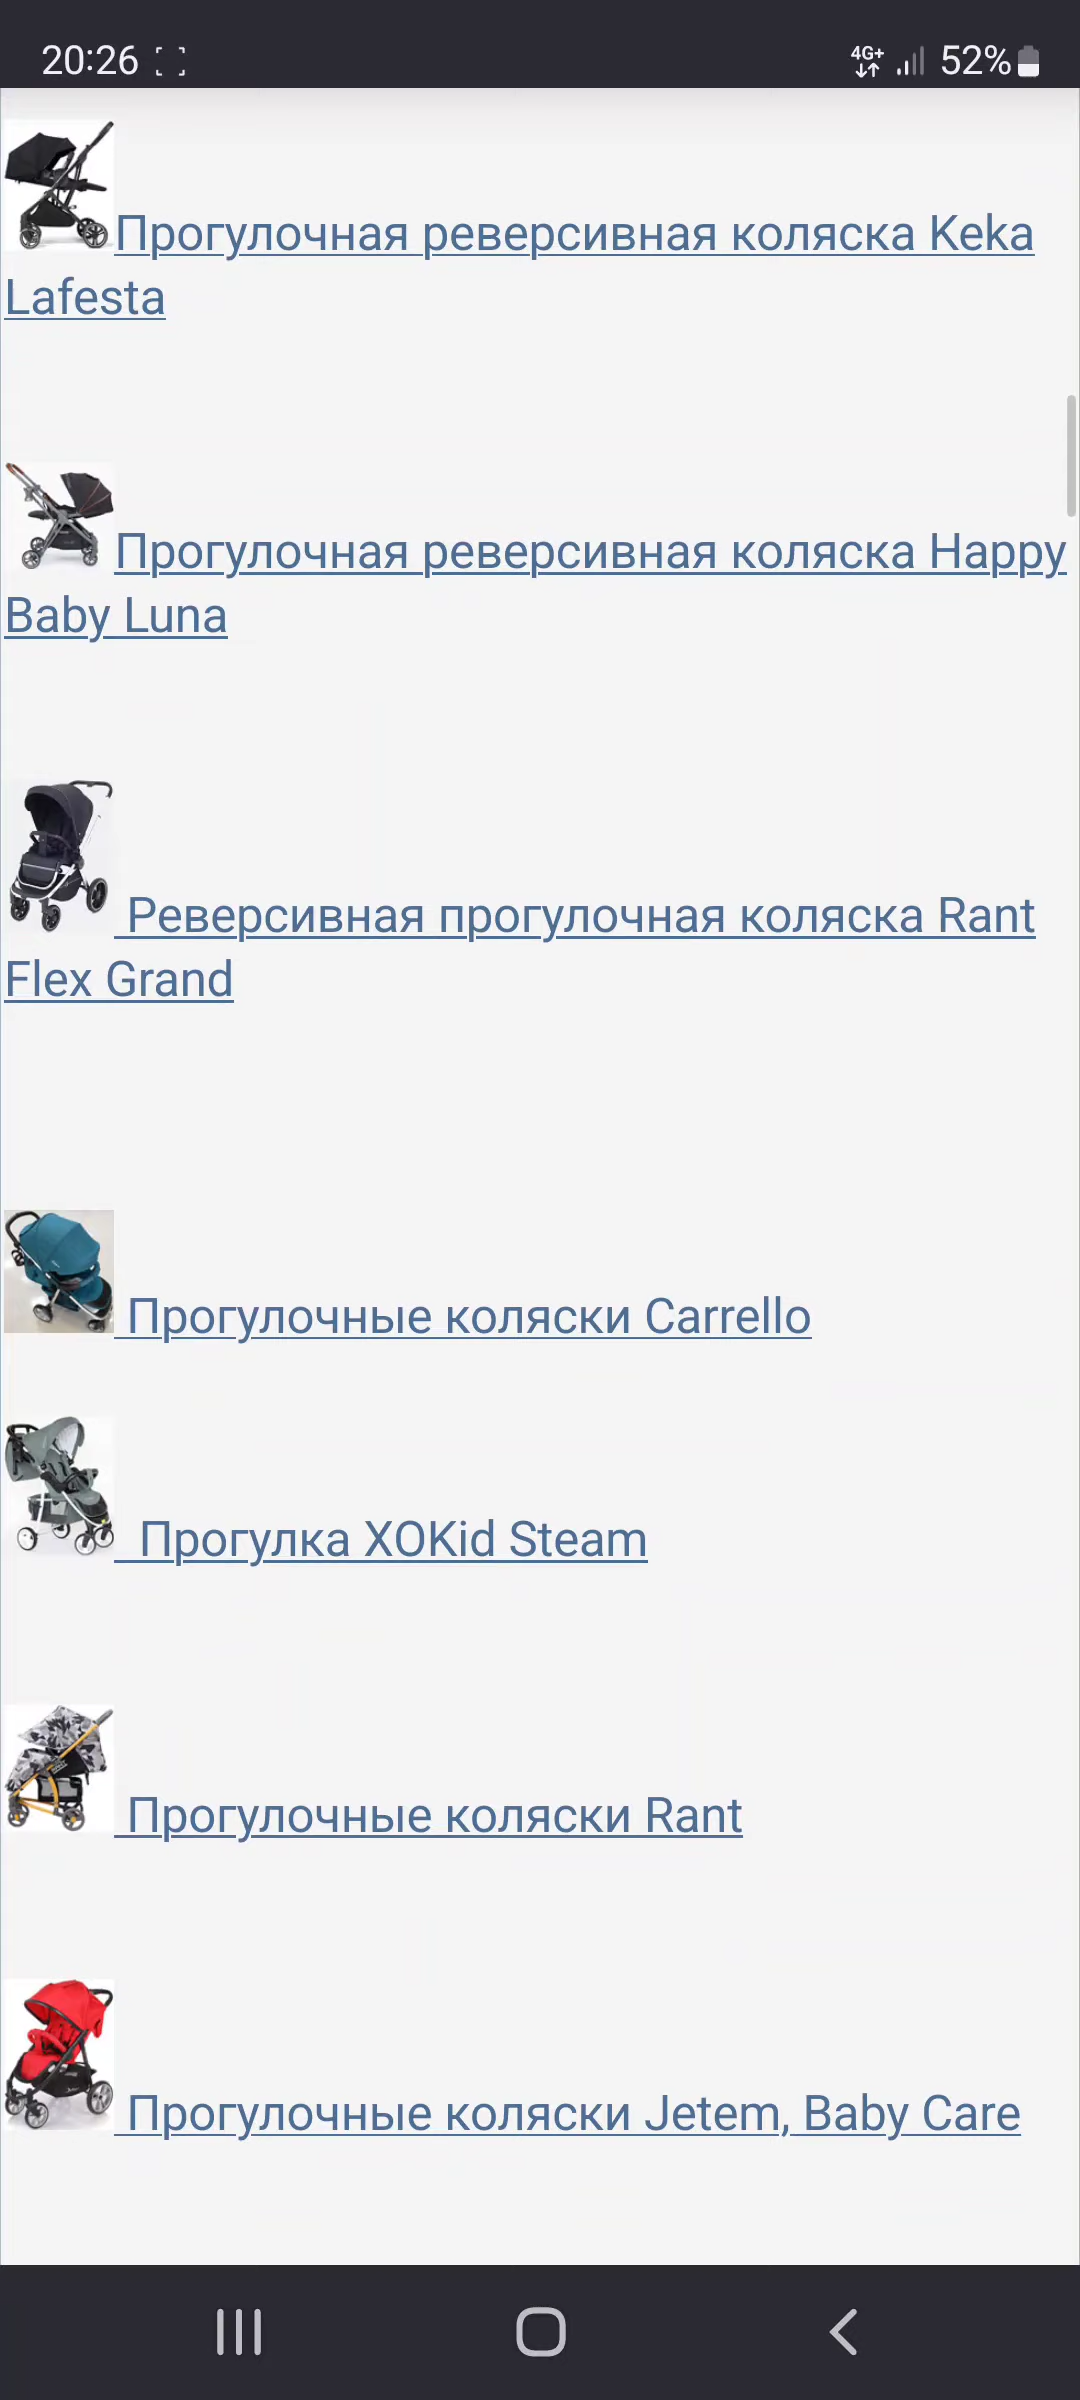 20:26
4G+ 52%
Прогулочная реверсивная коляска Keka
Lafesta
Прогулочная реверсивная коляска Happy
Baby Luna
Реверсивная прогулочная коляска Rant
Flex Grand
Прогулочные коляски Carrello
Прогулка XOKid Steam
Прогулочные коляски Rant
Прогулочные коляски Jetem, Baby Care